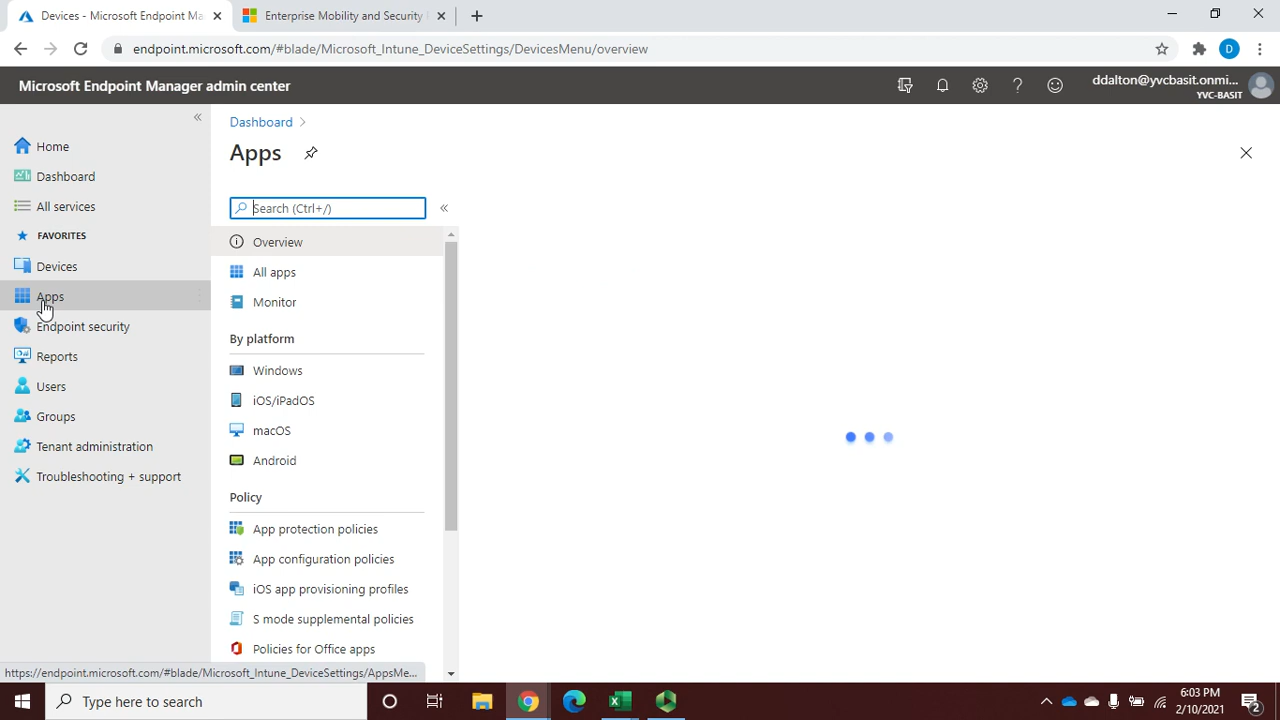 Devices - Microsoft Endpoint Ma
Enterprise Mobility and Security
endpoint.microsoft.com/#blade/Microsoft_Intune_DeviceSettings/DevicesMenu/overview
D
Microsoft Endpoint Manager admin center
ddalton@yvcbasit.onmi...
YVC-BASIT
Home
Dashboard
All services
FAVORITES
Devices
Apps
Endpoint security
Reports
Users
Groups
Tenant administration
Troubleshooting + support
Dashboard
Apps
Search (Ctrl+/)
Overview
All apps
Monitor
By platform
Windows
iOS/iPadOS
macOS
Android
Policy
App protection policies
App configuration policies
iOS app provisioning profiles
S mode supplemental policies
Policies for Office apps
https://endpoint.microsoft.com/#blade/Microsoft_Intune_DeviceSettings/AppsMe...
Type here to search
6:03 PM
2/10/2021
2